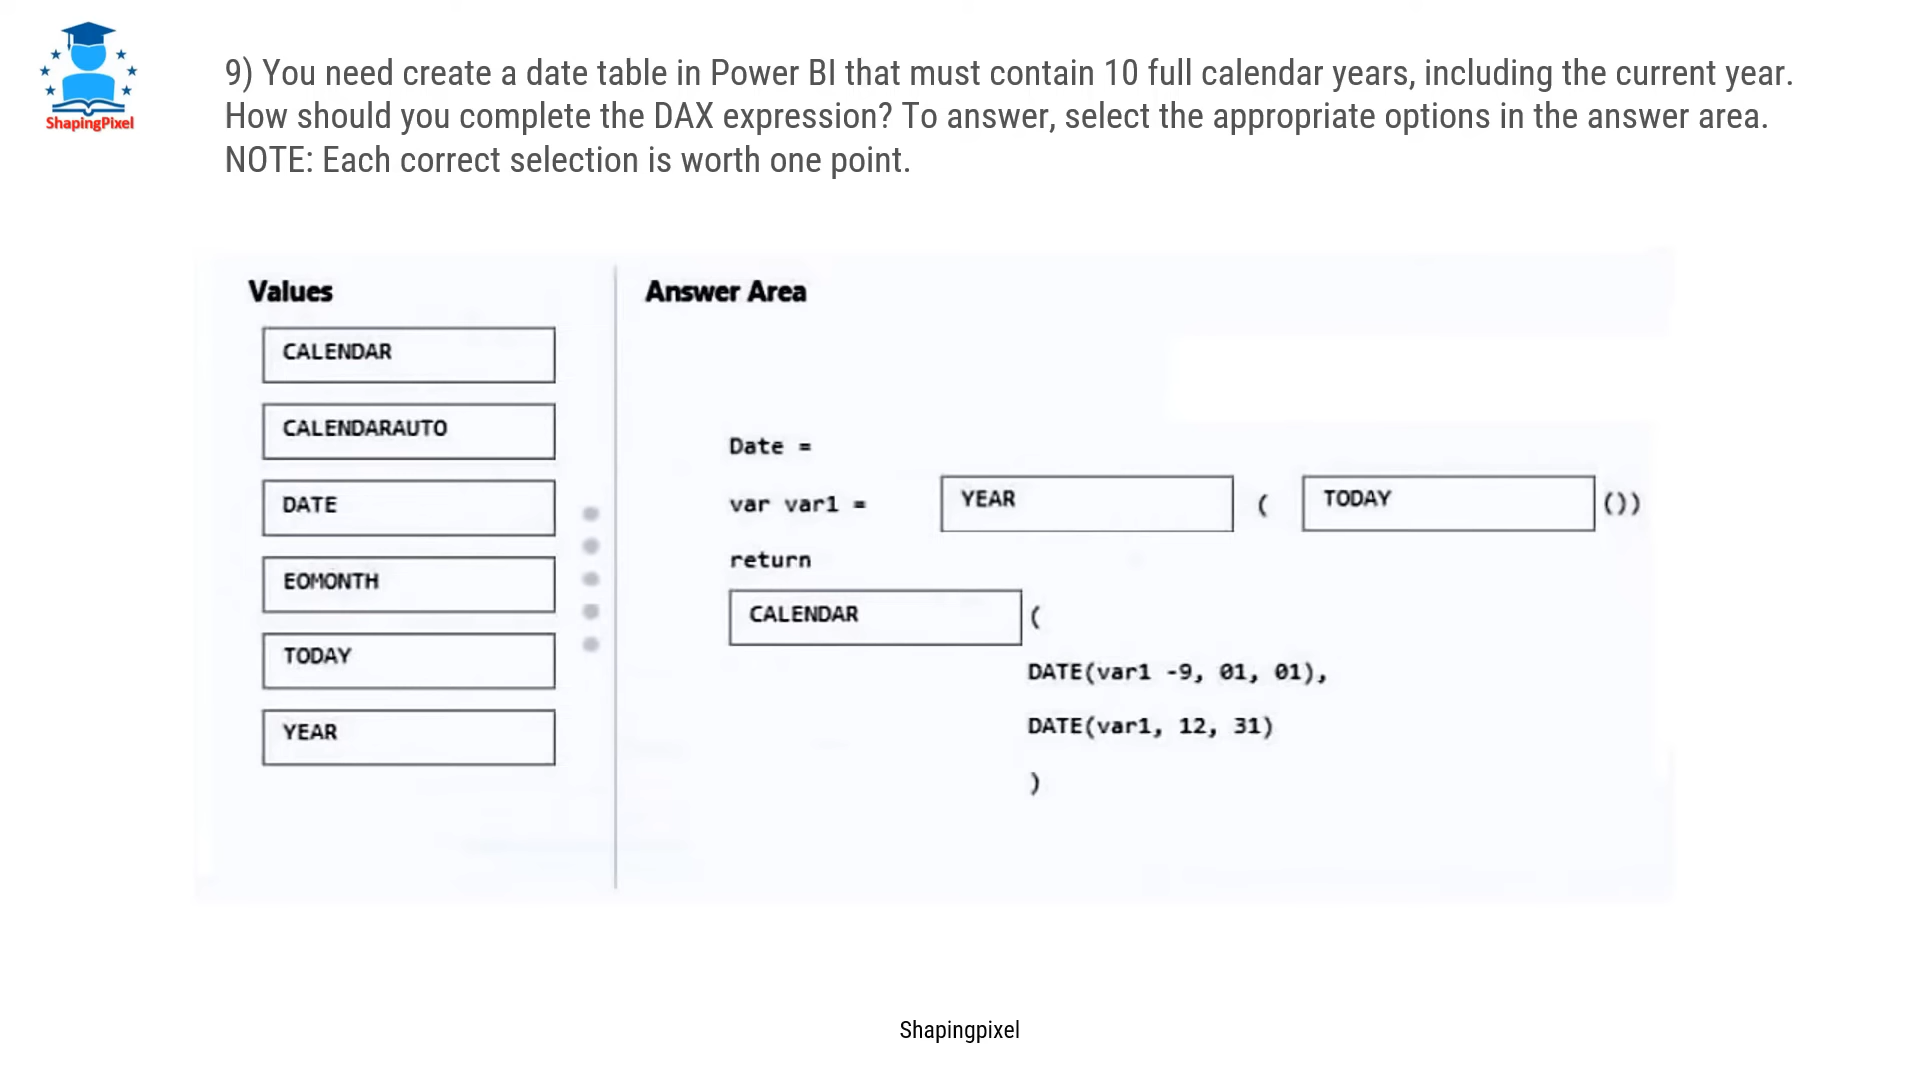 ShapingPixel
9) You need create a date table in Power BI that must contain 10 full calendar years, including the current year.
How should you complete the DAX expression? To answer, select the appropriate options in the answer area.
NOTE: Each correct selection is worth one point.
Values
CALENDAR
CALENDARAUTO
DATE
EOMONTH
TODAY
YEAR
Answer Area
Date =
var var1 = YEAR ( TODAY ())
return
CALENDAR (
DATE(var1 -9, 01, 01),
DATE(var1, 12, 31)
)
Shapingpixel